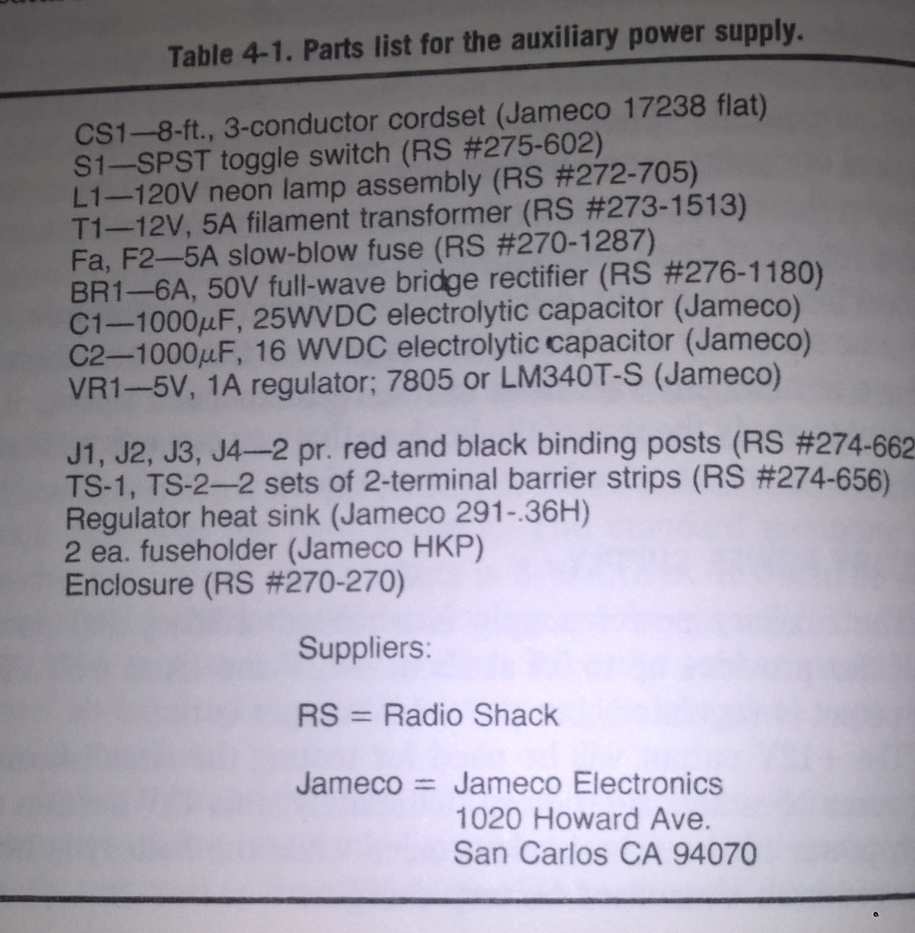 Table 4-1. Parts list for the auxiliary power supply.
CS1—8-ft., 3-conductor cordset (Jameco 17238 flat)
S1—SPST toggle switch (RS #275-602)
L1—120V neon lamp assembly (RS #272-705)
T1—12V, 5A filament transformer (RS #273-1513)
Fa, F2—5A slow-blow fuse (RS #270-1287)
BR1—6A, 50V full-wave bridge rectifier (RS #276-1180)
C1—1000μF, 25WVDC electrolytic capacitor (Jameco)
C2—1000μF, 16 WVDC electrolytic capacitor (Jameco)
VR1—5V, 1A regulator; 7805 or LM340T-S (Jameco)
J1, J2, J3, J4—2 pr. red and black binding posts (RS #274-662
TS-1, TS-2—2 sets of 2-terminal barrier strips (RS #274-656)
Regulator heat sink (Jameco 291-.36H)
2 ea. fuseholder (Jameco HKP)
Enclosure (RS #270-270)
Suppliers:
RS = Radio Shack
Jameco = Jameco Electronics
1020 Howard Ave.
San Carlos CA 94070